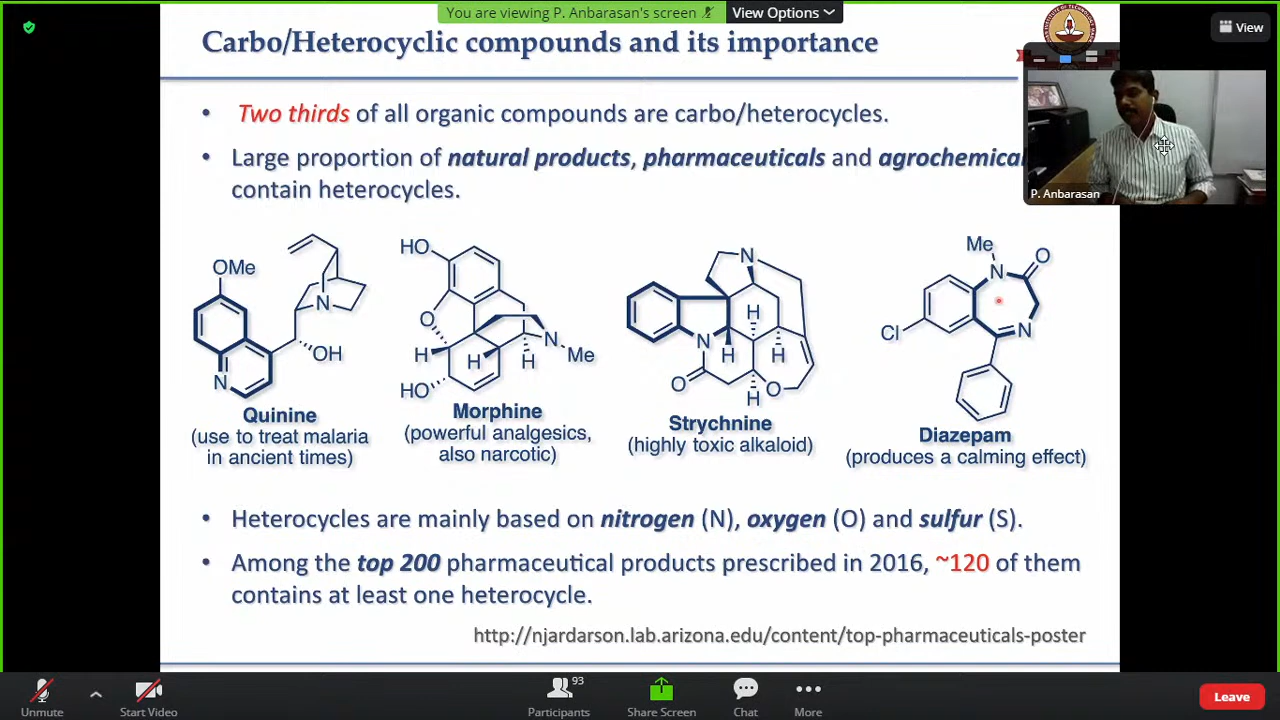 You are viewing P. Anbarasan's screen
View Options
View
Carbo/Heterocyclic compounds and its importance
• Two thirds of all organic compounds are carbo/heterocycles.
• Large proportion of natural products, pharmaceuticals and agrochemical
contain heterocycles.
P. Anbarasan
OMe
N
OH
N
Quinine
(use to treat malaria
in ancient times)
HO
O
H
H
H
N
Me
HO
Morphine
(powerful analgesics,
also narcotic)
N
H
N
H
H
O
O
H
Strychnine
(highly toxic alkaloid)
Me
N
O
Cl
N
Diazepam
(produces a calming effect)
• Heterocycles are mainly based on nitrogen (N), oxygen (O) and sulfur (S).
• Among the top 200 pharmaceutical products prescribed in 2016, ~120 of them
contains at least one heterocycle.
http://njardarson.lab.arizona.edu/content/top-pharmaceuticals-poster
Unmute
Start Video
93
Participants
Share Screen
Chat
More
Leave